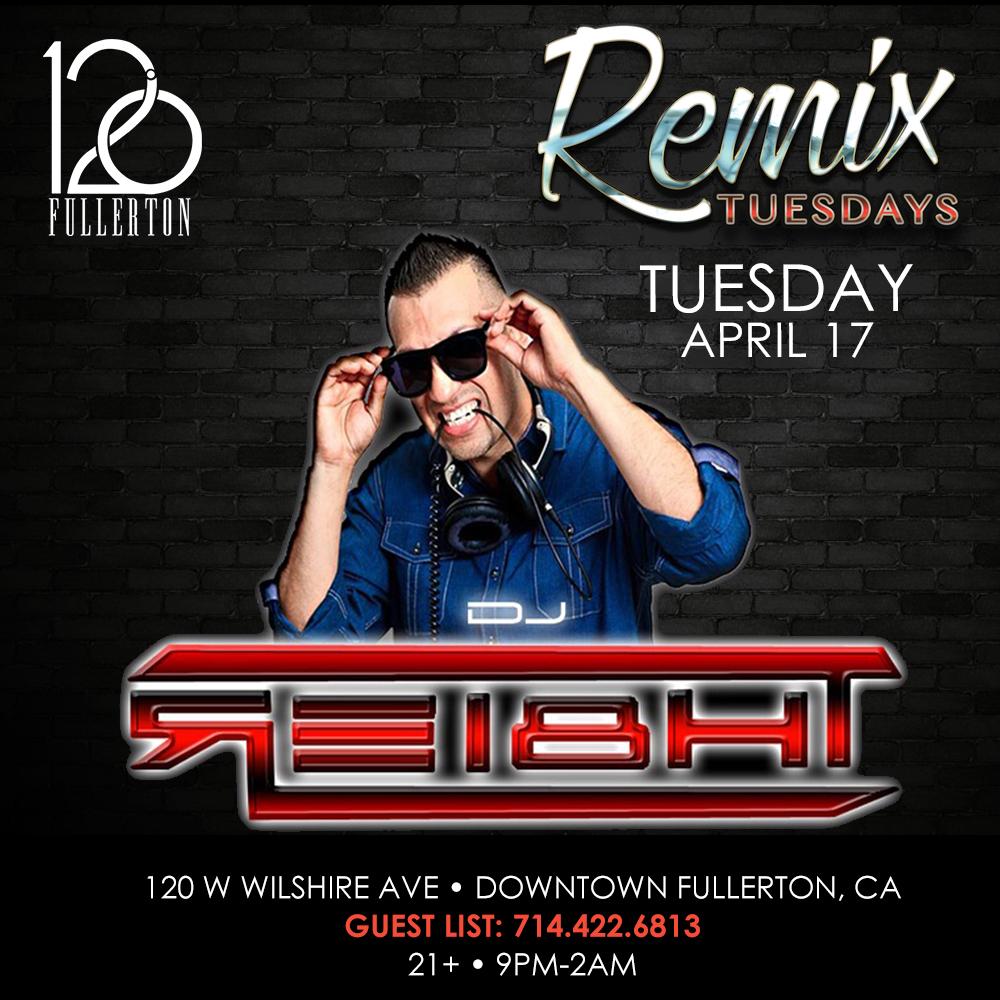 120
FULLERTON
Remix
TUESDAYS
TUESDAY
APRIL 17
DJ
REI8HT
120 W WILSHIRE AVE • DOWNTOWN FULLERTON, CA
GUEST LIST: 714.422.6813
21+ • 9PM-2AM